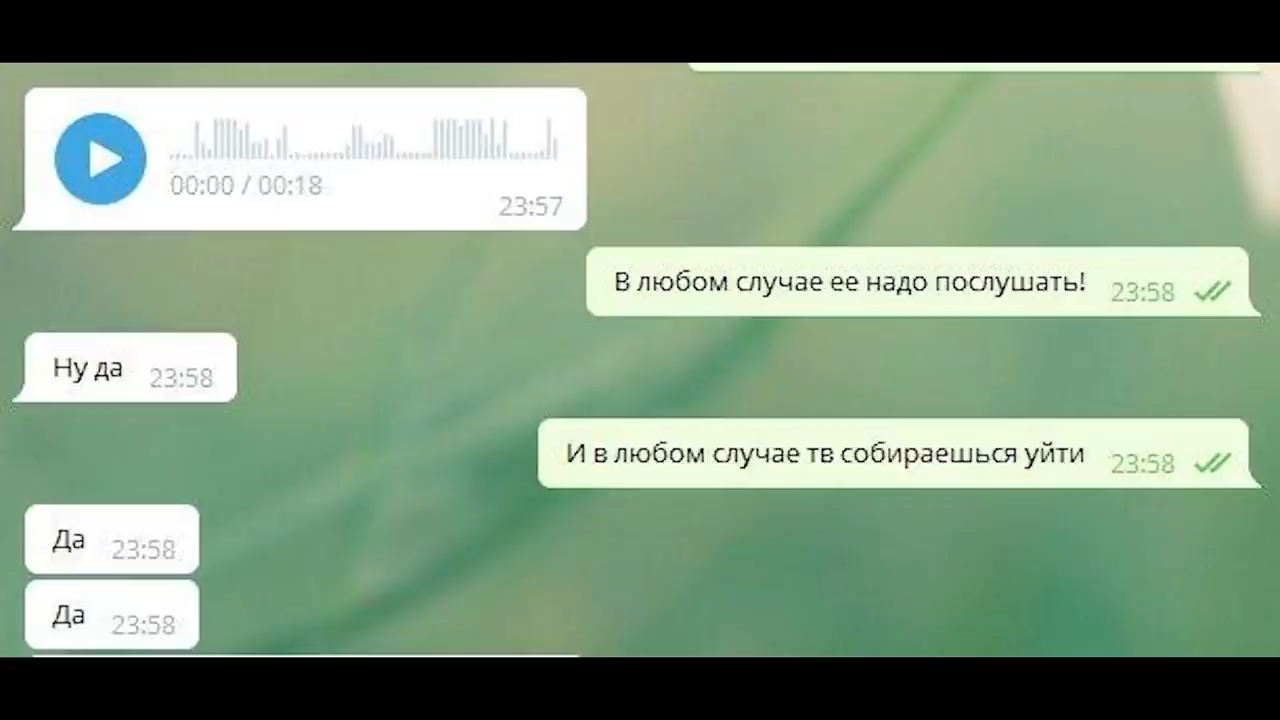 00:00 / 00:18
23:57
В любом случае ее надо послушать! 23:58
Ну да 23:58
И в любом случае тв собираешься уйти 23:58
Да 23:58
Да 23:58